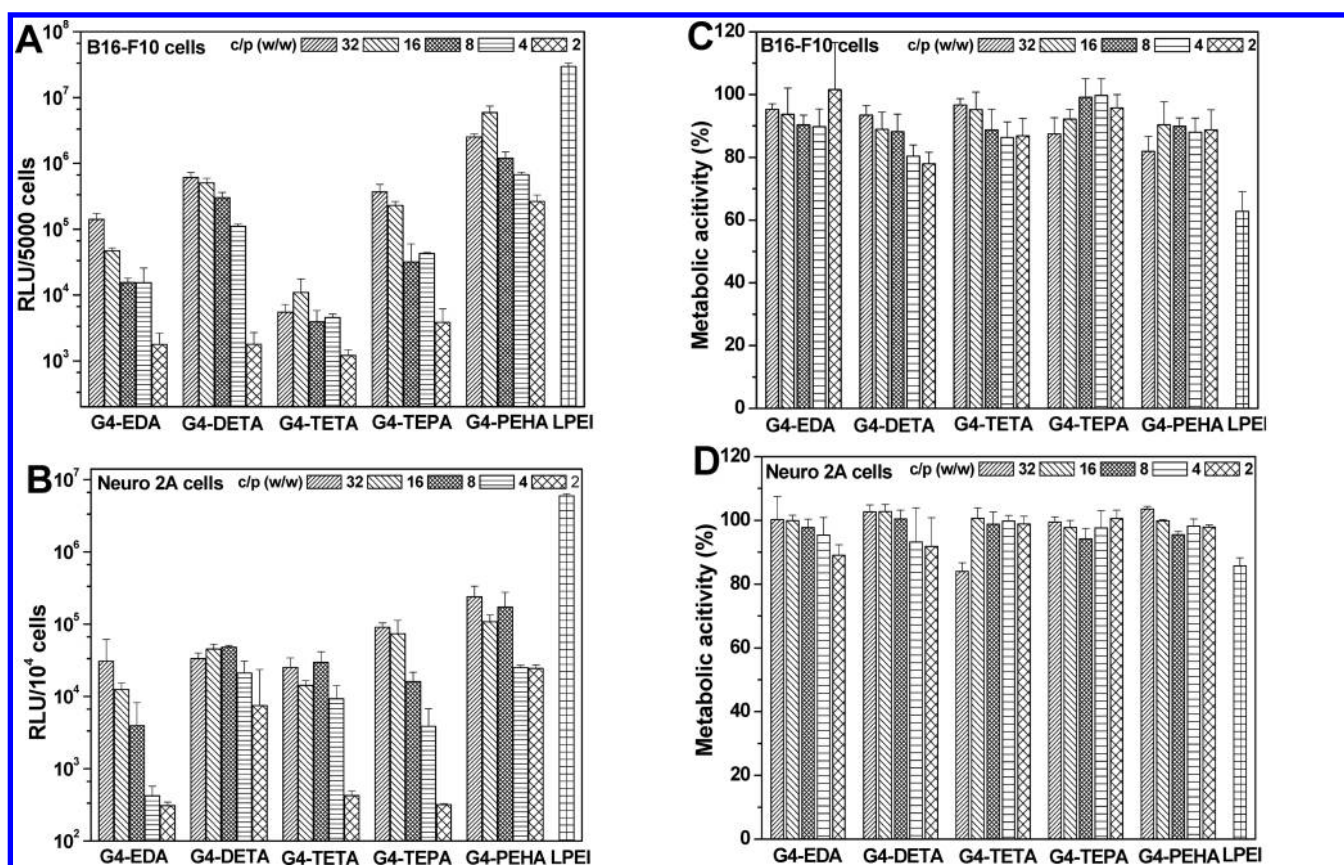 A
B16-F10 cells c/p (w/w) 32 16 8 4 2
RLU/5000 cells
10^8
10^7
10^6
10^5
10^4
10^3
G4-EDA G4-DETA G4-TETA G4-TEPA G4-PEHA LPEI
B
Neuro 2A cells c/p (w/w) 32 16 8 4 2
RLU/10^4 cells
10^7
10^6
10^5
10^4
10^3
10^2
G4-EDA G4-DETA G4-TETA G4-TEPA G4-PEHA LPEI
C
B16-F10 cells c/p (w/w) 32 16 8 4 2
Metabolic acitivity (%)
120
100
80
60
40
20
0
G4-EDA G4-DETA G4-TETA G4-TEPA G4-PEHA LPEI
D
Neuro 2A cells c/p (w/w) 32 16 8 4 2
Metabolic acitivity (%)
120
100
80
60
40
20
0
G4-EDA G4-DETA G4-TETA G4-TEPA G4-PEHA LPEI